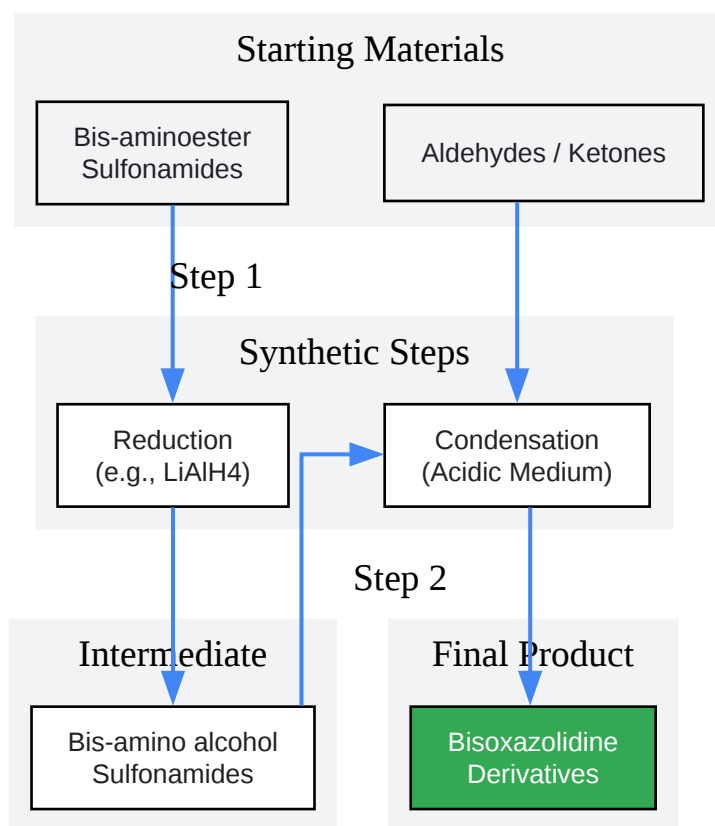 Starting Materials
Bis-aminoester
Sulfonamides
Aldehydes / Ketones
Step 1
Synthetic Steps
Reduction
(e.g., LiAlH4)
Condensation
(Acidic Medium)
Step 2
Intermediate
Bis-amino alcohol
Sulfonamides
Final Product
Bisoxazolidine
Derivatives